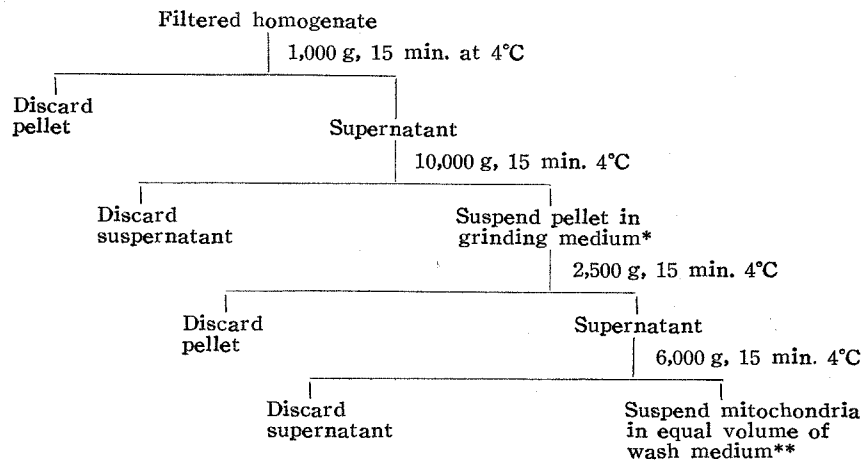 Filtered homogenate
1,000 g, 15 min. at 4°C
Discard
pellet
Supernatant
10,000 g, 15 min. 4°C
Discard
suspernatant
Suspend pellet in
grinding medium*
2,500 g, 15 min. 4°C
Discard
pellet
Supernatant
6,000 g, 15 min. 4°C
Discard
supernatant
Suspend mitochondria
in equal volume of
wash medium**